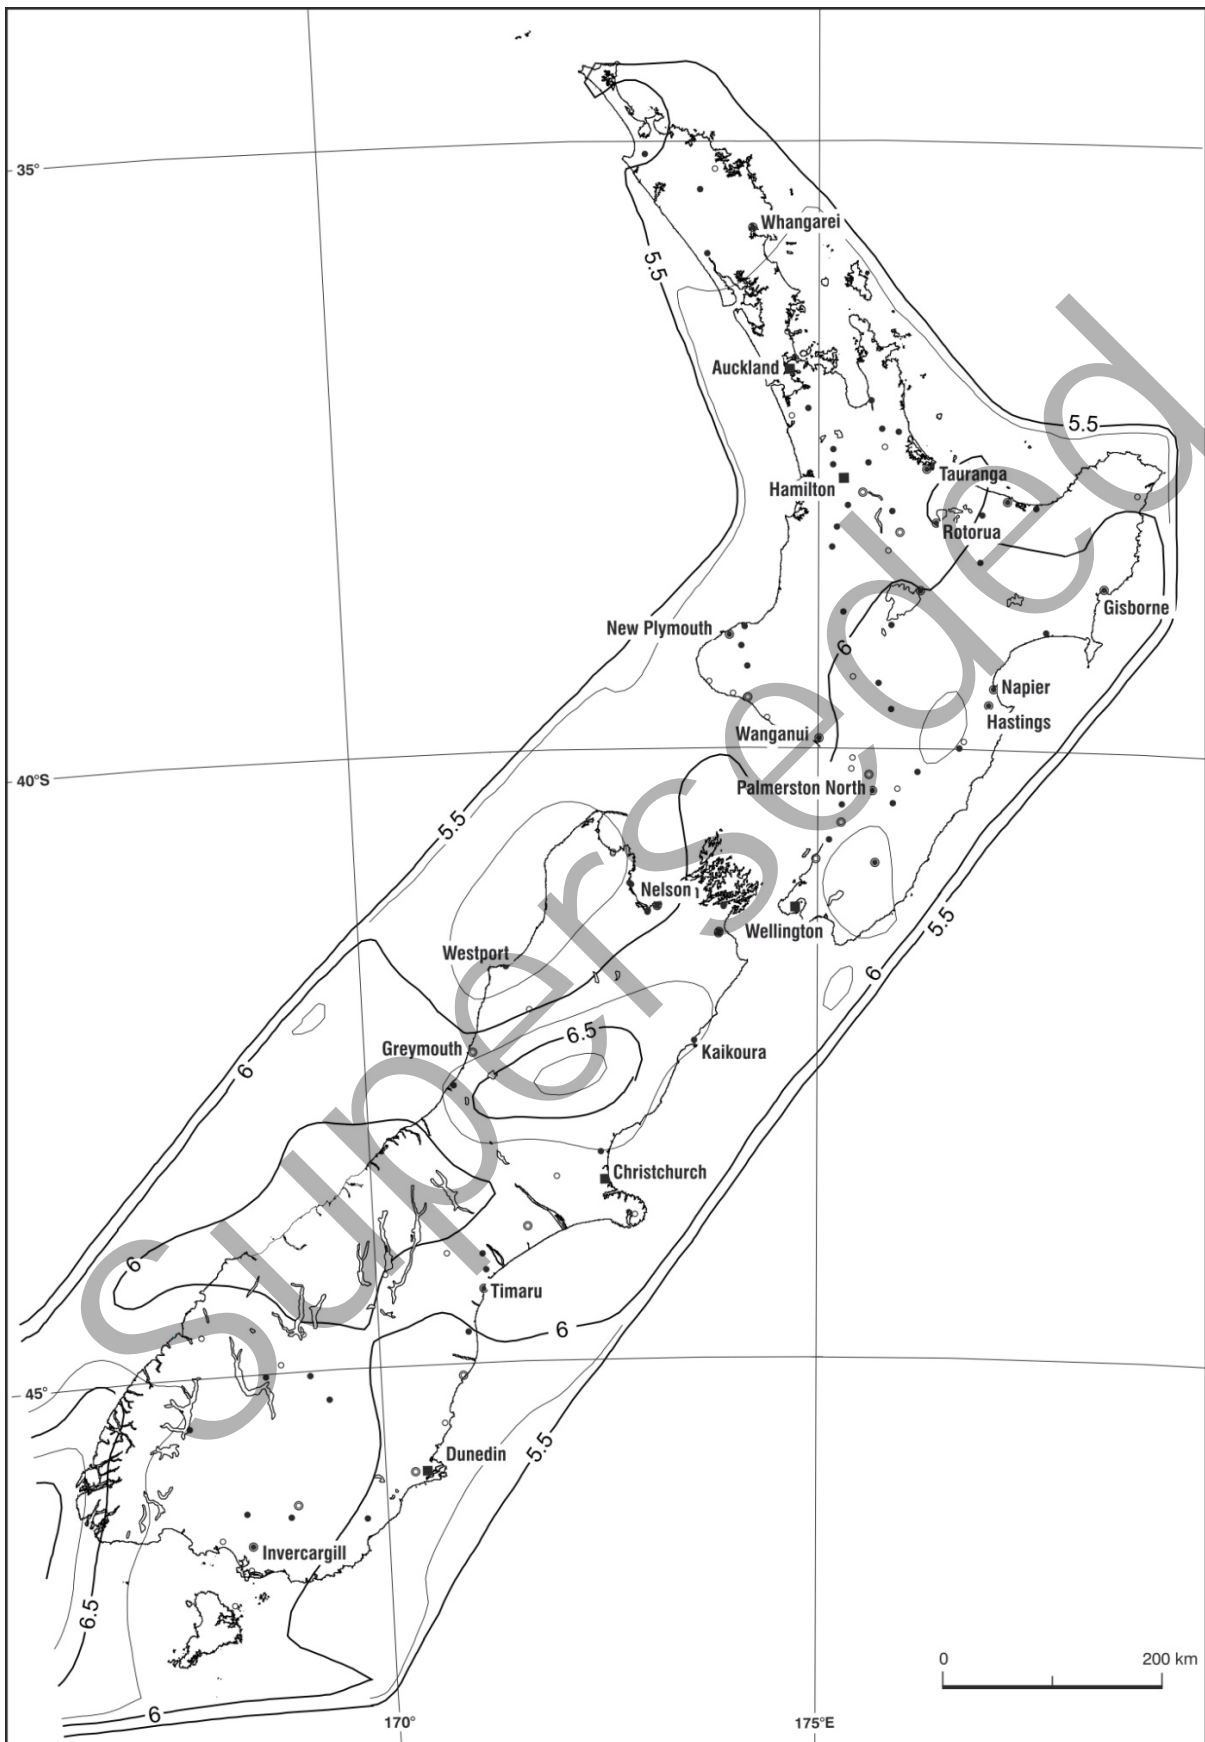 35°
Whangarei
5.5
Auckland
5.5
Tauranga
Hamilton
Rotorua
Gisborne
New Plymouth
6
Napier
Hastings
Wanganui
40°S
Palmerston North
5.5
Nelson
Wellington
5.5
Westport
6
6.5
Greymouth
Kaikoura
6
Christchurch
6
Timaru
6
45°
5.5
Dunedin
Invercargill
6.5
0 200 km
6
170° 175°E
Superseded